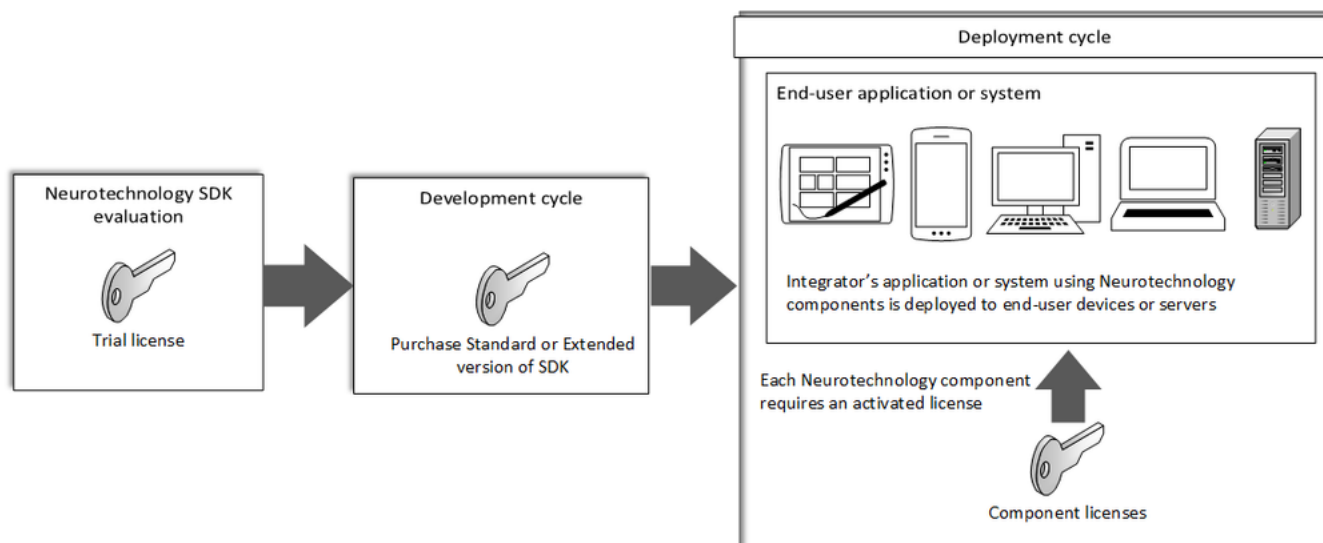 Neurotechnology SDK
evaluation
Trial license
Development cycle
Purchase Standard or Extended
version of SDK
Deployment cycle
End-user application or system
Integrator's application or system using Neurotechnology
components is deployed to end-user devices or servers
Each Neurotechnology component
requires an activated license
Component licenses